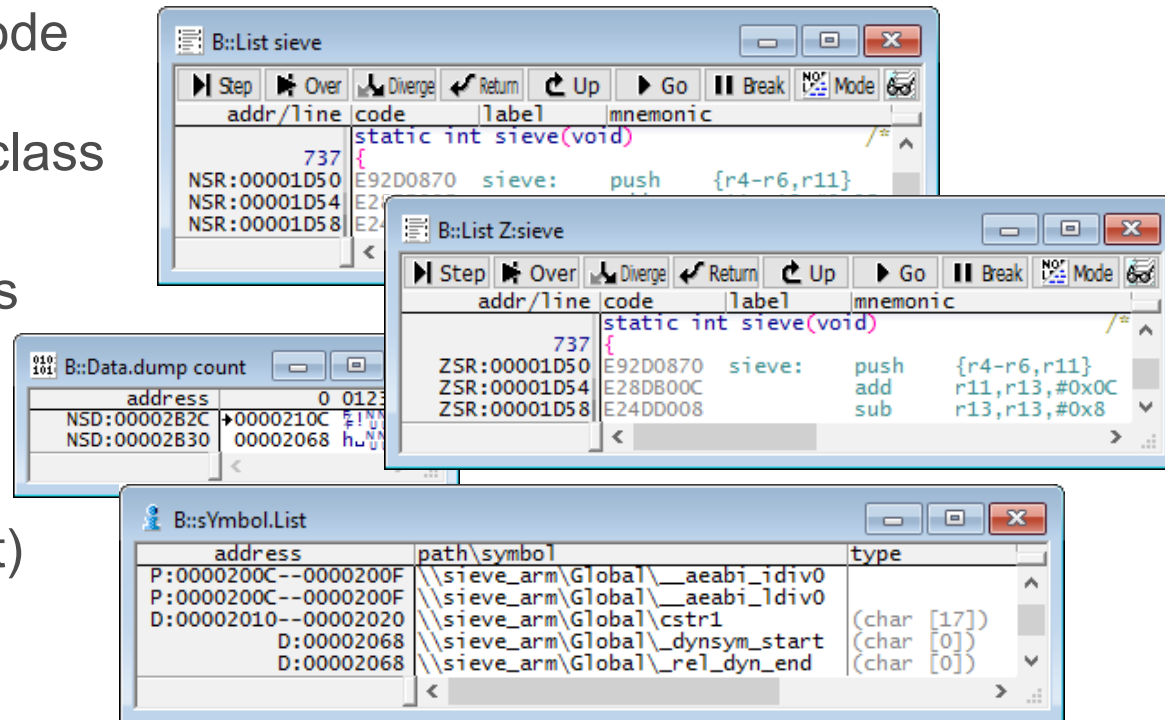 ode
class
s
t)
B::List sieve
Step Over Diverge Return Up Go Break Mode
addr/line code label mnemonic
static int sieve(void) /*
737 {
NSR:00001D50 E92D0870 sieve: push {r4-r6,r11}
NSR:00001D54 E28
NSR:00001D58 E24
B::List Z:sieve
Step Over Diverge Return Up Go Break Mode
addr/line code label mnemonic
static int sieve(void) /*
737 {
ZSR:00001D50 E92D0870 sieve: push {r4-r6,r11}
ZSR:00001D54 E28DB00C add r11,r13,#0x0C
ZSR:00001D58 E24DD008 sub r13,r13,#0x8
B::Data.dump count
address 0 0123
NSD:00002B2C 0000210C
NSD:00002B30 00002068
B::sYmbol.List
address path\symbol type
P:0000200C--0000200F \\sieve_arm\Global\__aeabi_idiv0
P:0000200C--0000200F \\sieve_arm\Global\__aeabi_ldiv0
D:00002010--00002020 \\sieve_arm\Global\cstr1 (char [17])
D:00002068 \\sieve_arm\Global\_dynsym_start (char [0])
D:00002068 \\sieve_arm\Global\_rel_dyn_end (char [0])